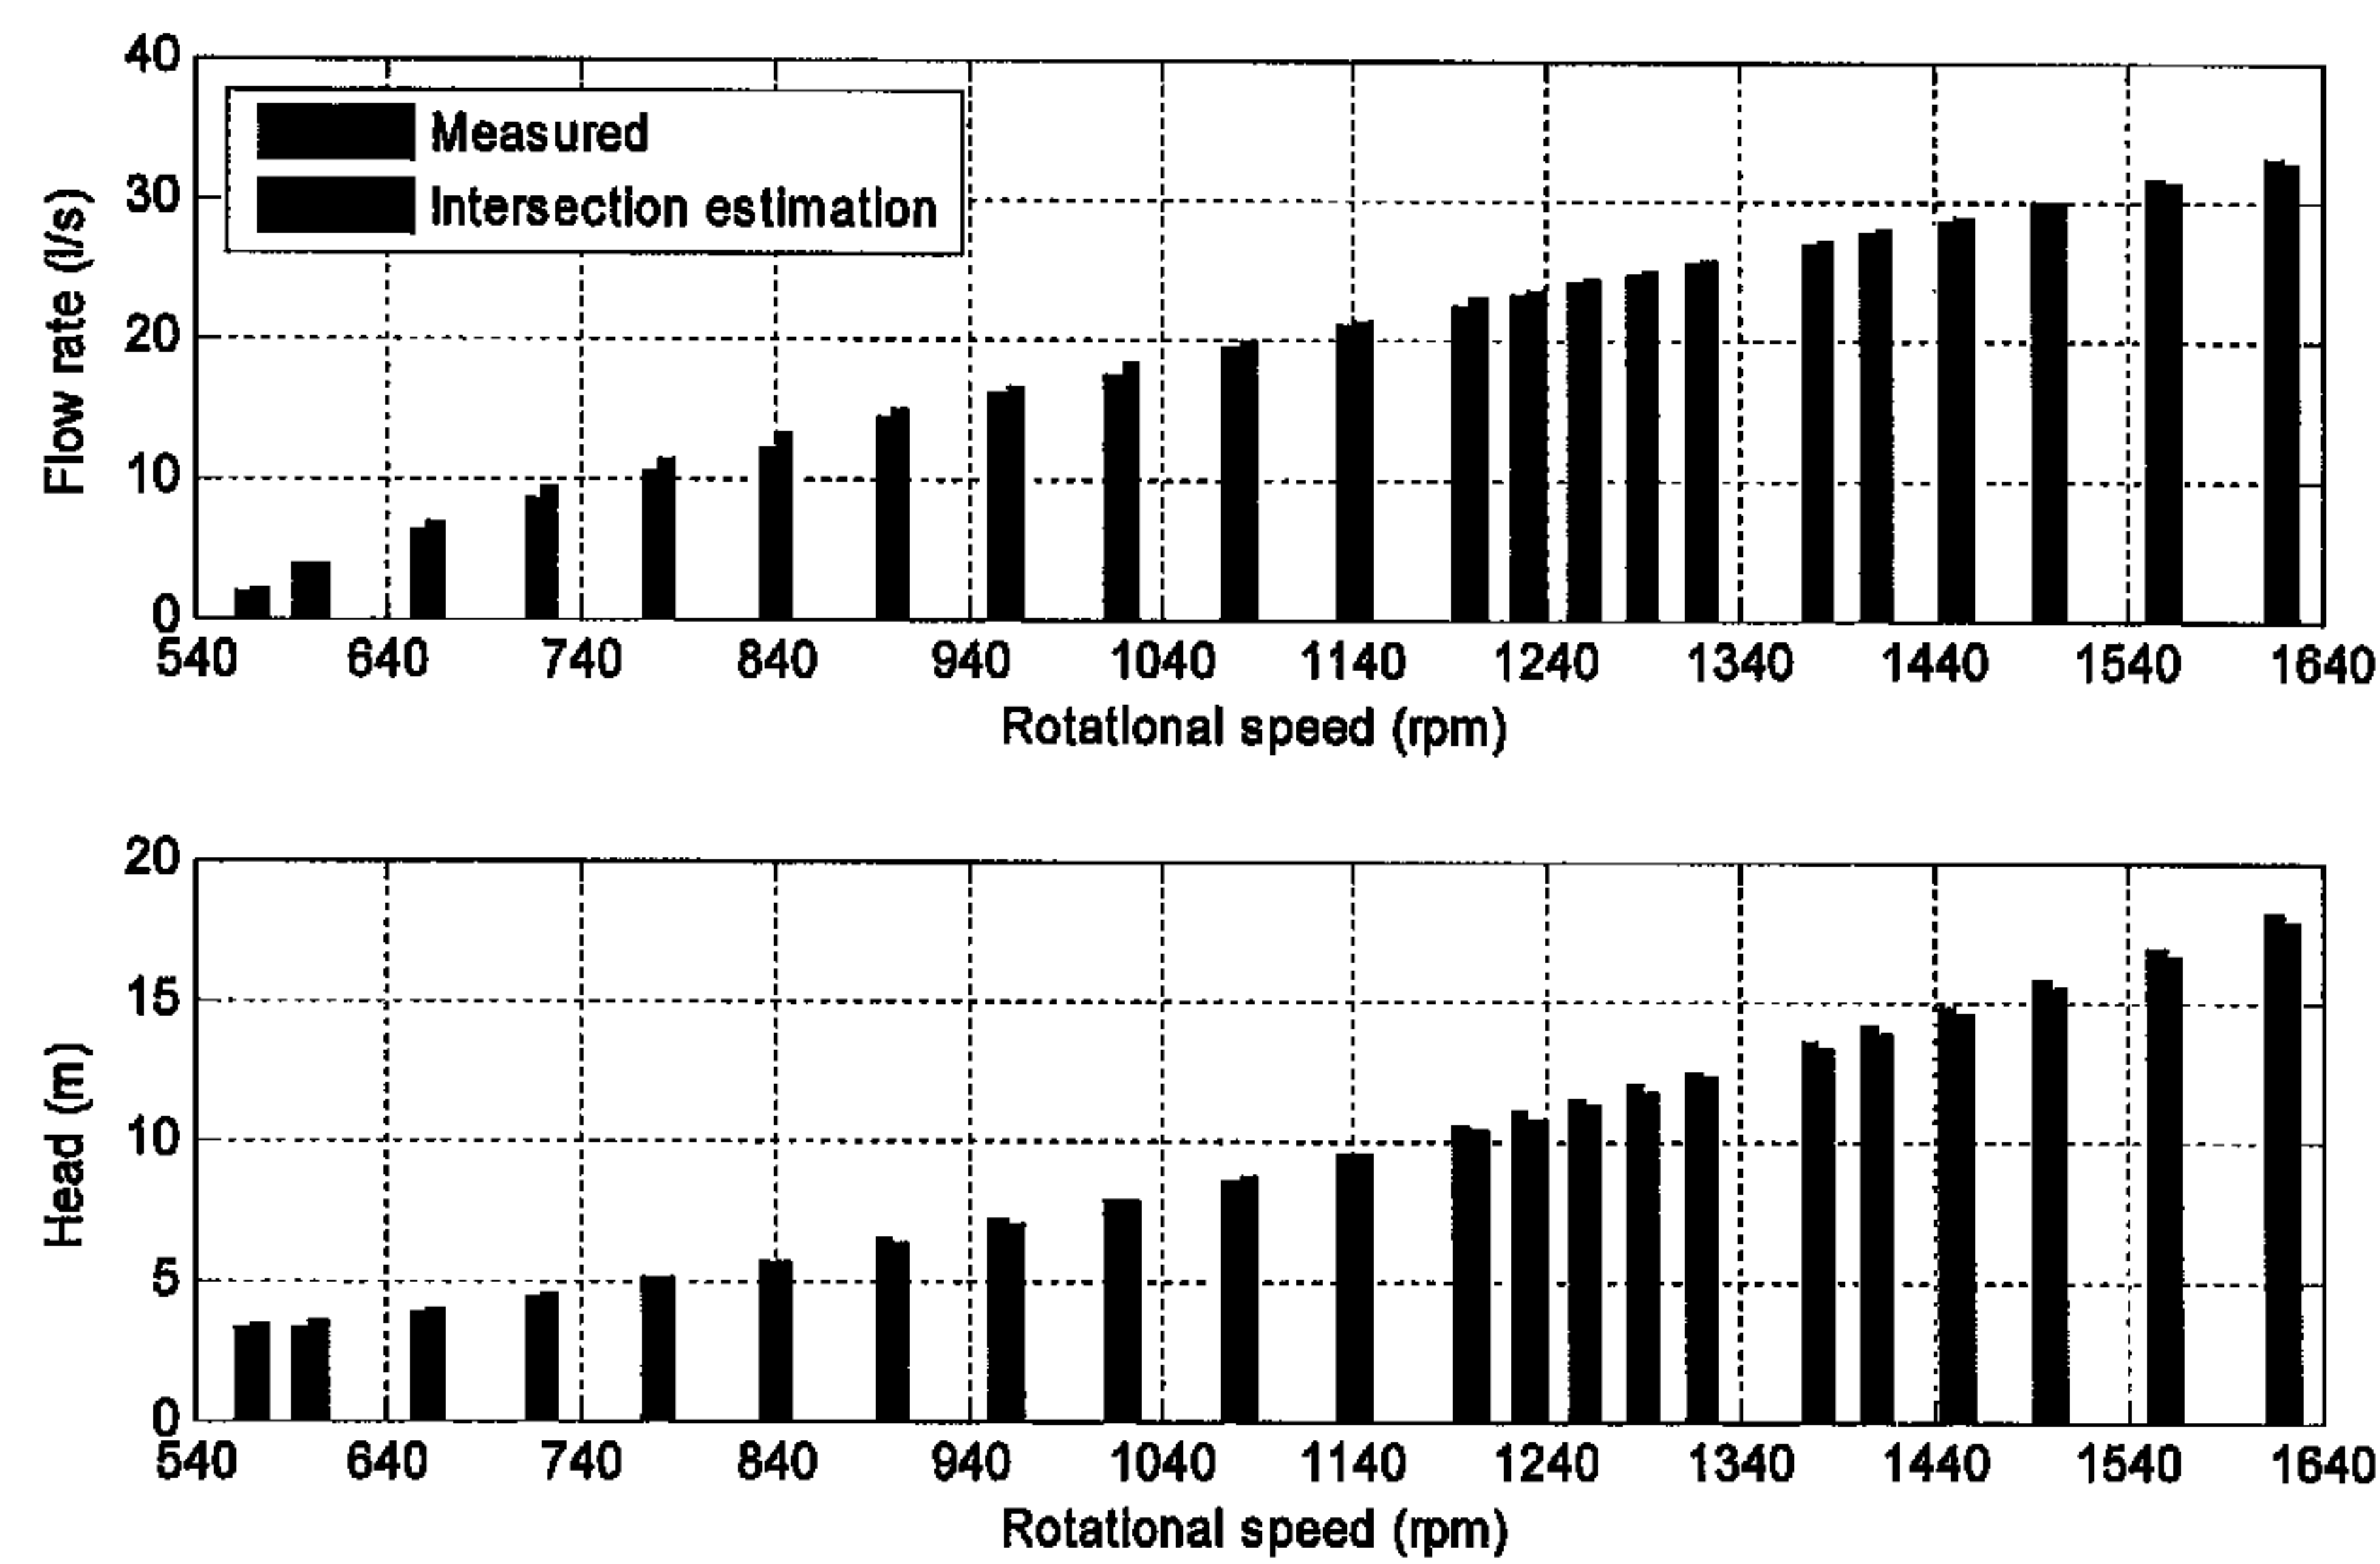 40
30
20
10
0
Flow rate (l/s)
Measured
Intersection estimation
540 640 740 840 940 1040 1140 1240 1340 1440 1540 1640
Rotational speed (rpm)
20
15
10
5
0
Head (m)
540 640 740 840 940 1040 1140 1240 1340 1440 1540 1640
Rotational speed (rpm)